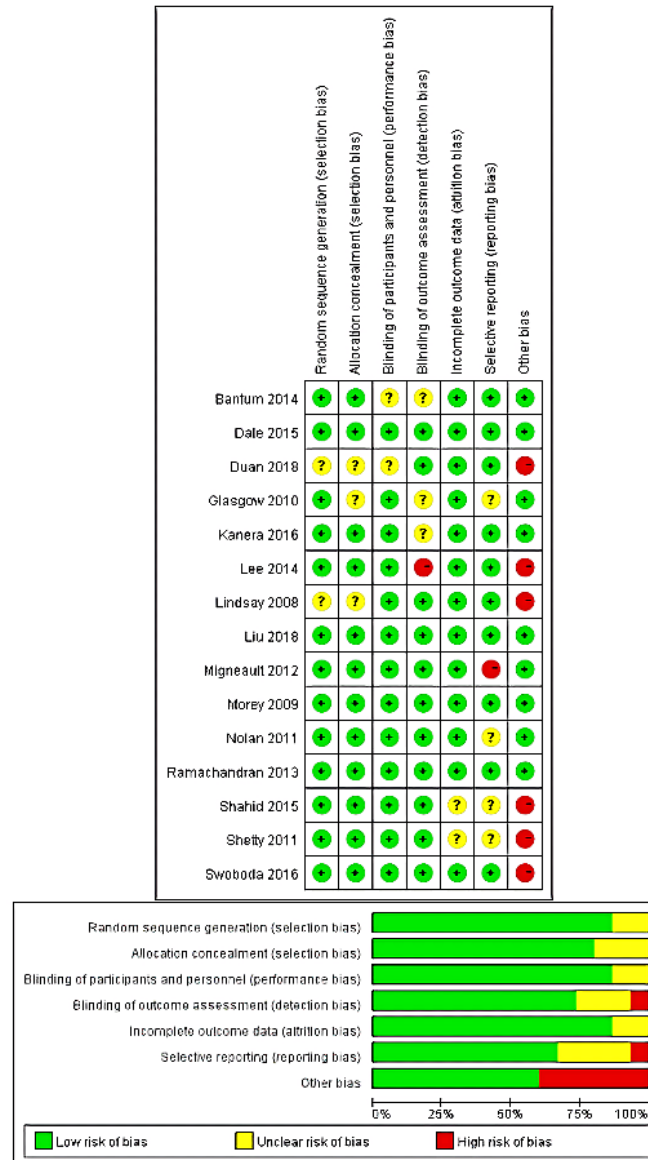 Random sequence generation (selection bias)
Allocation concealment (selection bias)
Blinding of participants and personnel (performance bias)
Blinding of outcome assessment (detection bias)
Incomplete outcome data (attrition bias)
Selective reporting (reporting bias)
Other bias
Bantum 2014 + + ? ? + + +
Dale 2015 + + + + + + +
Duan 2018 ? ? ? + + + -
Glasgow 2010 + ? + ? + ? +
Kanera 2016 + + + ? + + +
Lee 2014 + + + - + + -
Lindsay 2008 ? ? + + + + -
Liu 2018 + + + + + + +
Migneault 2012 + + + + + - +
Morey 2009 + + + + + + +
Nolan 2011 + + + + + ? +
Ramachandran 2013 + + + + + + +
Shahid 2015 + + + + ? ? -
Shetty 2011 + + + + ? ? -
Swoboda 2016 + + + + + + -
Random sequence generation (selection bias)
Allocation concealment (selection bias)
Blinding of participants and personnel (performance bias)
Blinding of outcome assessment (detection bias)
Incomplete outcome data (attrition bias)
Selective reporting (reporting bias)
Other bias
0% 25% 50% 75% 100%
Low risk of bias Unclear risk of bias High risk of bias